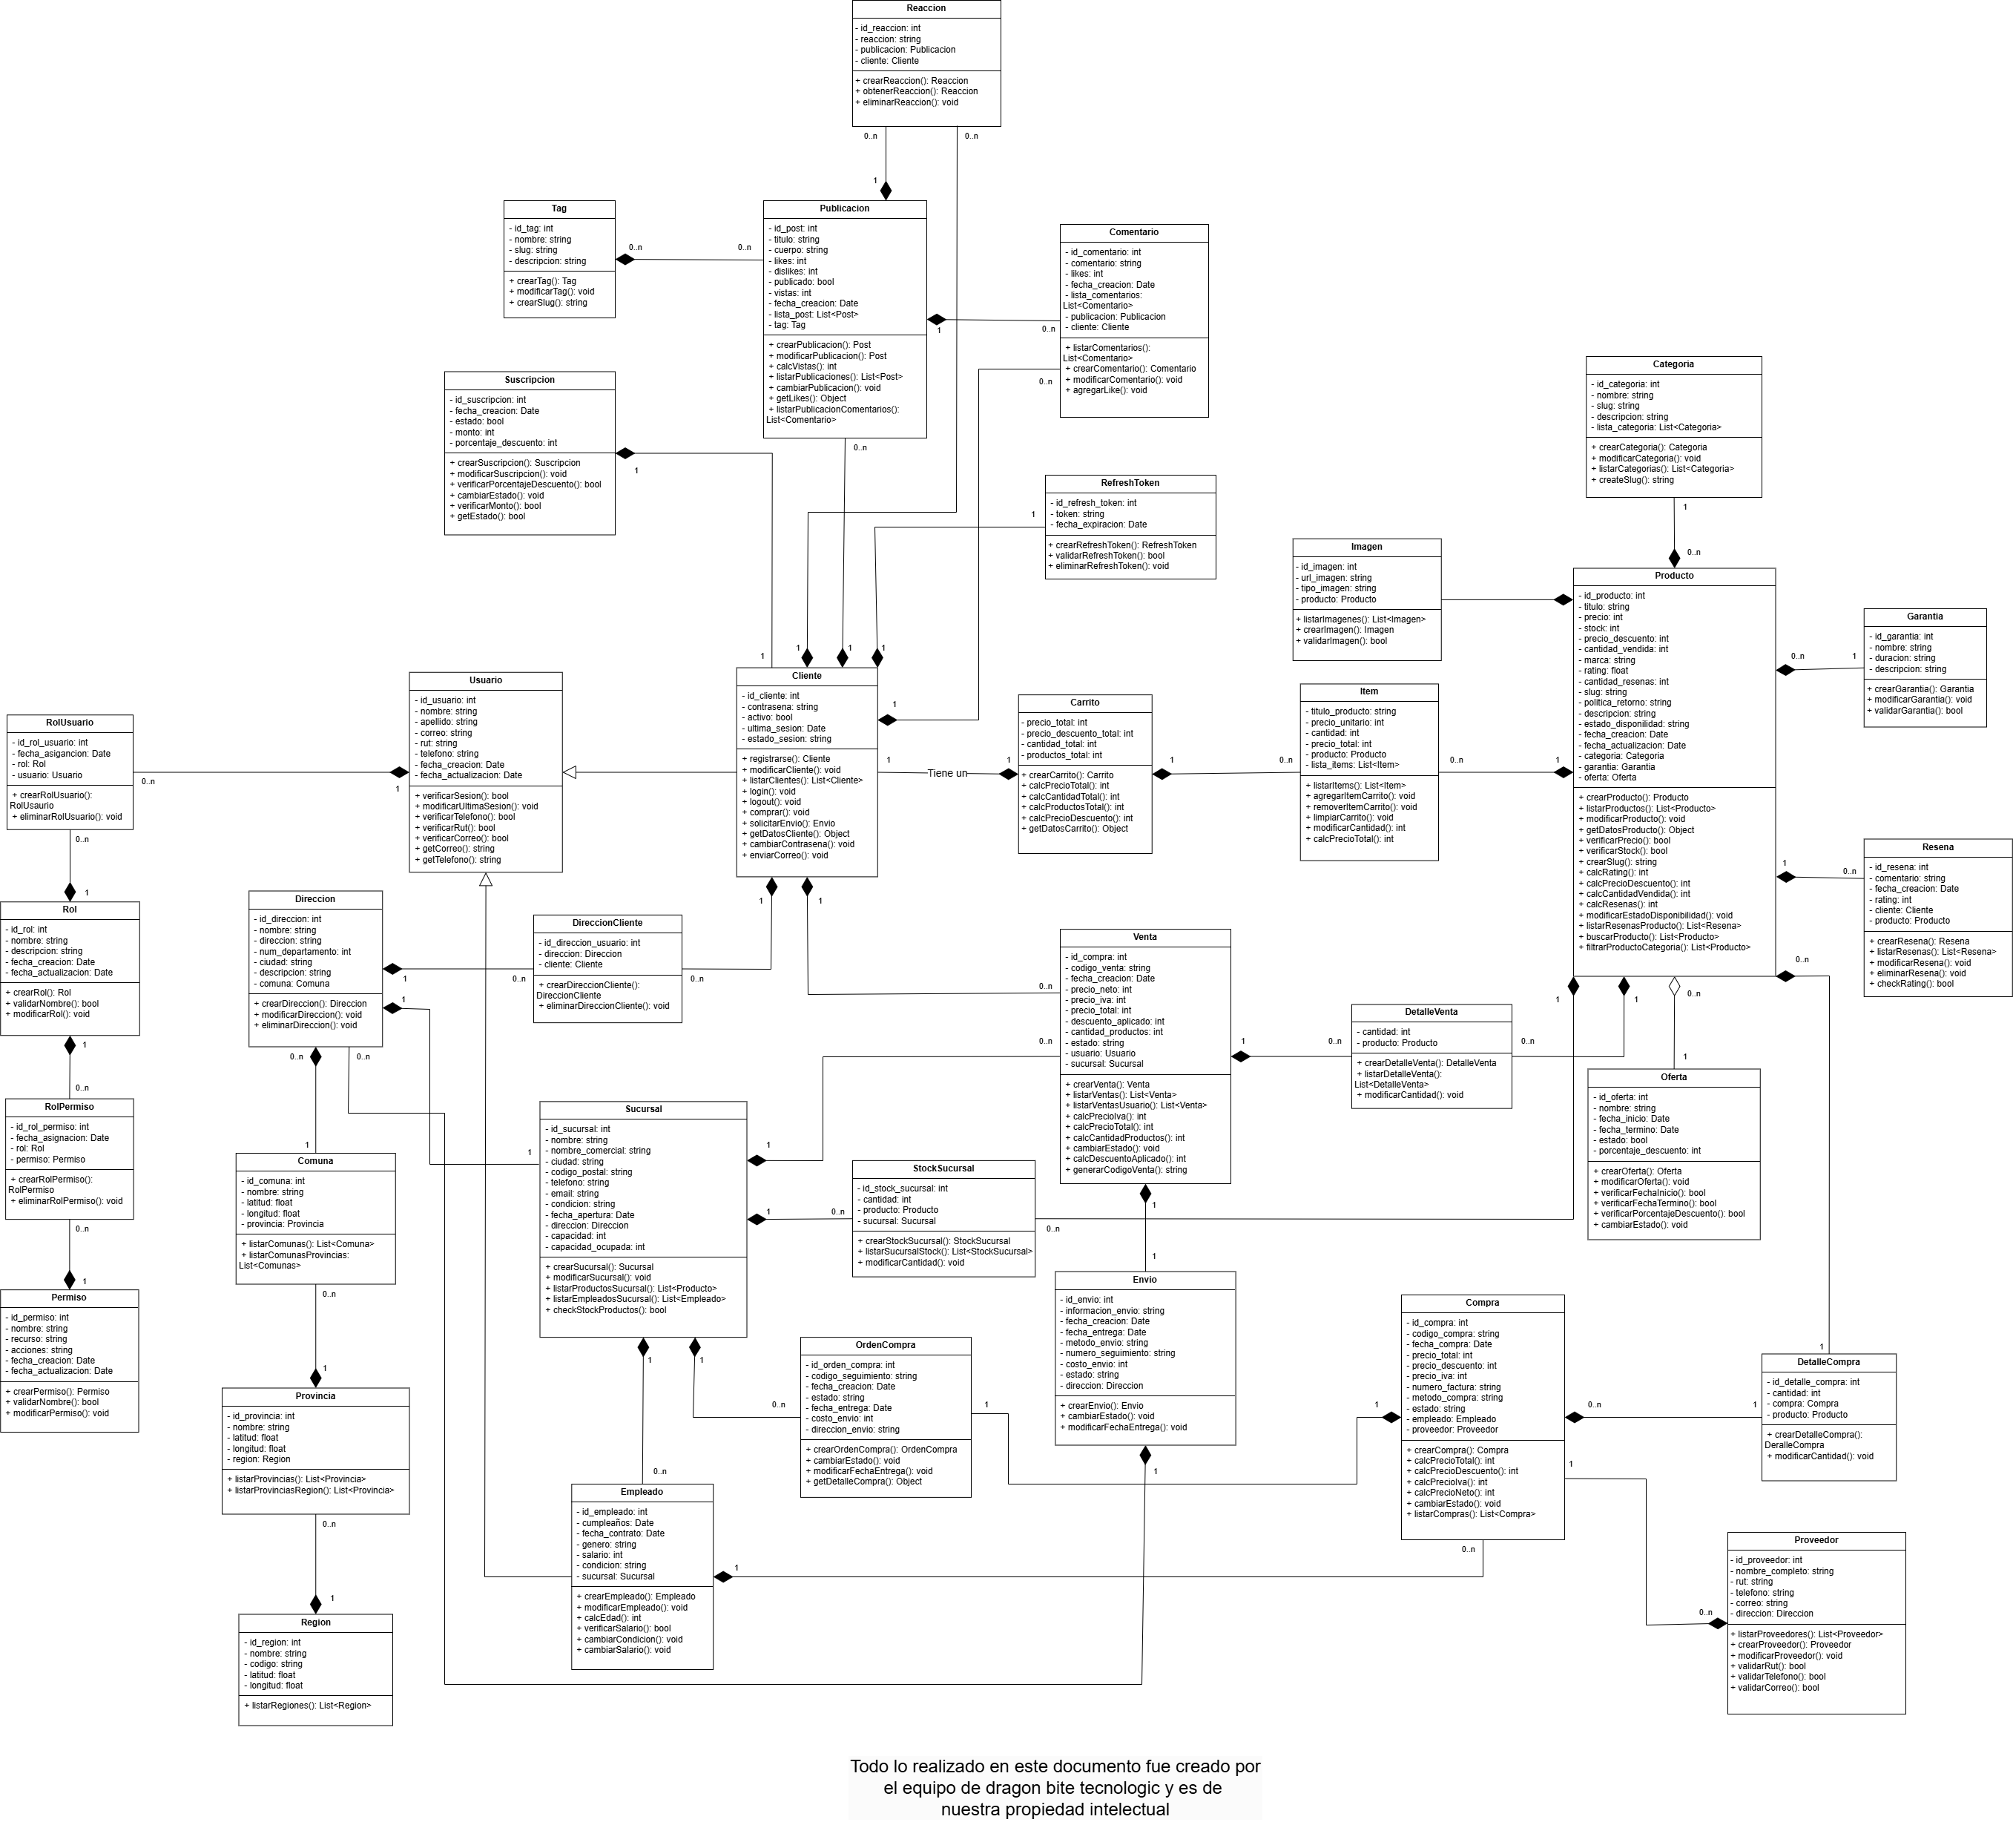 Reaccion
- id_reaccion: int
- reaccion: string
- publicacion: Publicacion
- cliente: Cliente
+ crearReaccion(): Reaccion
+ obtenerReaccion(): Reaccion
+ eliminarReaccion(): void
0..n
0..n
1
Tag
- id_tag: int
- nombre: string
- slug: string
- descripcion: string
+ crearTag(): Tag
+ modificarTag(): void
+ crearSlug(): string
0..n
0..n
Publicacion
- id_post: int
- titulo: string
- cuerpo: string
- likes: int
- dislikes: int
- publicado: bool
- vistas: int
- fecha_creacion: Date
- lista_post: List<Post>
- tag: Tag
+ crearPublicacion(): Post
+ modificarPublicacion(): Post
+ calcVistas(): int
+ listarPublicaciones(): List<Post>
+ cambiarPublicacion(): void
+ getLikes(): Object
+ listarPublicacionComentarios():
List<Comentario>
0..n
1
0..n
0..n
Comentario
- id_comentario: int
- comentario: string
- likes: int
- fecha_creacion: Date
- lista_comentarios:
List<Comentario>
- publicacion: Publicacion
- cliente: Cliente
+ listarComentarios():
List<Comentario>
+ crearComentario(): Comentario
+ modificarComentario(): void
+ agregarLike(): void
Suscripcion
- id_suscripcion: int
- fecha_creacion: Date
- estado: bool
- monto: int
- porcentaje_descuento: int
+ crearSuscripcion(): Suscripcion
+ modificarSuscripcion(): void
+ verificarPorcentajeDescuento(): bool
+ cambiarEstado(): void
+ verificarMonto(): bool
+ getEstado(): bool
1
RefreshToken
- id_refresh_token: int
- token: string
- fecha_expiracion: Date
+ crearRefreshToken(): RefreshToken
+ validarRefreshToken(): bool
+ eliminarRefreshToken(): void
1
Categoria
- id_categoria: int
- nombre: string
- slug: string
- descripcion: string
- lista_categoria: List<Categoria>
+ crearCategoria(): Categoria
+ modificarCategoria(): void
+ listarCategorias(): List<Categoria>
+ createSlug(): string
1
0..n
Imagen
- id_imagen: int
- url_imagen: string
- tipo_imagen: string
- producto: Producto
+ listarImagenes(): List<Imagen>
+ crearImagen(): Imagen
+ validarImagen(): bool
Producto
- id_producto: int
- titulo: string
- precio: int
- stock: int
- precio_descuento: int
- cantidad_vendida: int
- marca: string
- rating: float
- cantidad_resenas: int
- slug: string
- politica_retorno: string
- descripcion: string
- estado_disponilidad: string
- fecha_creacion: Date
- fecha_actualizacion: Date
- categoria: Categoria
- garantia: Garantia
- oferta: Oferta
+ crearProducto(): Producto
+ listarProductos(): List<Producto>
+ modificarProducto(): void
+ getDatosProducto(): Object
+ verificarPrecio(): bool
+ verificarStock(): bool
+ crearSlug(): string
+ calcRating(): int
+ calcPrecioDescuento(): int
+ calcCantidadVendida(): int
+ calcResenas(): int
+ modificarEstadoDisponibilidad(): void
+ listarResenasProducto(): List<Resena>
+ buscarProducto(): List<Producto>
+ filtrarProductoCategoria(): List<Producto>
0..n
1
Garantia
- id_garantia: int
- nombre: string
- duracion: string
- descripcion: string
+ crearGarantia(): Garantia
+ modificarGarantia(): void
+ validarGarantia(): bool
1
0..n
Resena
- id_resena: int
- comentario: string
- fecha_creacion: Date
- rating: int
- cliente: Cliente
- producto: Producto
+ crearResena(): Resena
+ listarResenas(): List<Resena>
+ modificarResena(): void
+ eliminarResena(): void
+ checkRating(): bool
Usuario
- id_usuario: int
- nombre: string
- apellido: string
- correo: string
- rut: string
- telefono: string
- fecha_creacion: Date
- fecha_actualizacion: Date
+ verificarSesion(): bool
+ modificarUltimaSesion(): void
+ verificarTelefono(): bool
+ verificarRut(): bool
+ verificarCorreo(): bool
+ getCorreo(): string
+ getTelefono(): string
1
1
1
1
1
Cliente
- id_cliente: int
- contrasena: string
- activo: bool
- ultima_sesion: Date
- estado_sesion: string
+ registrarse(): Cliente
+ modificarCliente(): void
+ listarClientes(): List<Cliente>
+ login(): void
+ logout(): void
+ comprar(): void
+ solicitarEnvio(): Envio
+ getDatosCliente(): Object
+ cambiarContrasena(): void
+ enviarCorreo(): void
1
1
Tiene un
1
Carrito
- precio_total: int
- precio_descuento_total: int
- cantidad_total: int
- productos_total: int
+ crearCarrito(): Carrito
+ calcPrecioTotal(): int
+ calcCantidadTotal(): int
+ calcProductosTotal(): int
+ calcPrecioDescuento(): int
+ getDatosCarrito(): Object
1
0..n
Item
- titulo_producto: string
- precio_unitario: int
- cantidad: int
- precio_total: int
- producto: Producto
- lista_items: List<Item>
+ listarItems(): List<Item>
+ agregarItemCarrito(): void
+ removerItemCarrito(): void
+ limpiarCarrito(): void
+ modificarCantidad(): int
+ calcPrecioTotal(): int
0..n
1
RolUsuario
- id_rol_usuario: int
- fecha_asigancion: Date
- rol: Rol
- usuario: Usuario
+ crearRolUsuario():
RolUsaurio
+ eliminarRolUsuario(): void
0..n
0..n
1
Rol
- id_rol: int
- nombre: string
- descripcion: string
- fecha_creacion: Date
- fecha_actualizacion: Date
+ crearRol(): Rol
+ validarNombre(): bool
+ modificarRol(): void
1
0..n
RolPermiso
- id_rol_permiso: int
- fecha_asignacion: Date
- rol: Rol
- permiso: Permiso
+ crearRolPermiso():
RolPermiso
+ eliminarRolPermiso(): void
0..n
1
Permiso
- id_permiso: int
- nombre: string
- recurso: string
- acciones: string
- fecha_creacion: Date
- fecha_actualizacion: Date
+ crearPermiso(): Permiso
+ validarNombre(): bool
+ modificarPermiso(): void
Direccion
- id_direccion: int
- nombre: string
- direccion: string
- num_departamento: int
- ciudad: string
- descripcion: string
- comuna: Comuna
+ crearDireccion(): Direccion
+ modificarDireccion(): void
+ eliminarDireccion(): void
1
1
0..n
0..n
0..n
DireccionCliente
- id_direccion_usuario: int
- direccion: Direccion
- cliente: Cliente
+ crearDireccionCliente():
DireccionCliente
+ eliminarDireccionCliente(): void
0..n
1
1
Venta
- id_compra: int
- codigo_venta: string
- fecha_creacion: Date
- precio_neto: int
- precio_iva: int
- precio_total: int
- descuento_aplicado: int
- cantidad_productos: int
- estado: string
- usuario: Usuario
- sucursal: Sucursal
+ crearVenta(): Venta
+ listarVentas(): List<Venta>
+ listarVentasUsuario(): List<Venta>
+ calcPrecioIva(): int
+ calcPrecioTotal(): int
+ calcCantidadProductos(): int
+ cambiarEstado(): void
+ calcDescuentoAplicado(): int
+ generarCodigoVenta(): string
0..n
0..n
1
0..n
DetalleVenta
- cantidad: int
- producto: Producto
+ crearDetalleVenta(): DetalleVenta
+ listarDetalleVenta():
List<DetalleVenta>
+ modificarCantidad(): void
0..n
1
1
0..n
0..n
1
Oferta
- id_oferta: int
- nombre: string
- fecha_inicio: Date
- fecha_termino: Date
- estado: bool
- porcentaje_descuento: int
+ crearOferta(): Oferta
+ modificarOferta(): void
+ verificarFechaInicio(): bool
+ verificarFechaTermino(): bool
+ verificarPorcentajeDescuento(): bool
+ cambiarEstado(): void
Comuna
- id_comuna: int
- nombre: string
- latitud: float
- longitud: float
- provincia: Provincia
+ listarComunas(): List<Comuna>
+ listarComunasProvincias:
List<Comunas>
1
0..n
1
Provincia
- id_provincia: int
- nombre: string
- latitud: float
- longitud: float
- region: Region
+ listarProvincias(): List<Provincia>
+ listarProvinciasRegion(): List<Provincia>
0..n
1
Region
- id_region: int
- nombre: string
- codigo: string
- latitud: float
- longitud: float
+ listarRegiones(): List<Region>
Sucursal
- id_sucursal: int
- nombre: string
- nombre_comercial: string
- ciudad: string
- codigo_postal: string
- telefono: string
- email: string
- condicion: string
- fecha_apertura: Date
- direccion: Direccion
- capacidad: int
- capacidad_ocupada: int
+ crearSucursal(): Sucursal
+ modificarSucursal(): void
+ listarProductosSucursal(): List<Producto>
+ listarEmpleadosSucursal(): List<Empleado>
+ checkStockProductos(): bool
1
1
1
0..n
StockSucursal
- id_stock_sucursal: int
- cantidad: int
- producto: Producto
- sucursal: Sucursal
+ crearStockSucursal(): StockSucursal
+ listarSucursalStock(): List<StockSucursal>
+ modificarCantidad(): void
0..n
1
1
Envio
- id_envio: int
- informacion_envio: string
- fecha_creacion: Date
- fecha_entrega: Date
- metodo_envio: string
- numero_seguimiento: string
- costo_envio: int
- estado: string
- direccion: Direccion
+ crearEnvio(): Envio
+ cambiarEstado(): void
+ modificarFechaEntrega(): void
1
1
1
0..n
0..n
OrdenCompra
- id_orden_compra: int
- codigo_seguimiento: string
- fecha_creacion: Date
- estado: string
- fecha_entrega: Date
- costo_envio: int
- direccion_envio: string
+ crearOrdenCompra(): OrdenCompra
+ cambiarEstado(): void
+ modificarFechaEntrega(): void
+ getDetalleCompra(): Object
1
1
Compra
- id_compra: int
- codigo_compra: string
- fecha_compra: Date
- precio_total: int
- precio_descuento: int
- precio_iva: int
- numero_factura: string
- metodo_compra: string
- estado: string
- empleado: Empleado
- proveedor: Proveedor
+ crearCompra(): Compra
+ calcPrecioTotal(): int
+ calcPrecioDescuento(): int
+ calcPrecioIva(): int
+ calcPrecioNeto(): int
+ cambiarEstado(): void
+ listarCompras(): List<Compra>
0..n
1
1
DetalleCompra
- id_detalle_compra: int
- cantidad: int
- compra: Compra
- producto: Producto
+ crearDetalleCompra():
DeralleCompra
+ modificarCantidad(): void
1
0..n
0..n
Proveedor
- id_proveedor: int
- nombre_completo: string
- rut: string
- telefono: string
- correo: string
- direccion: Direccion
+ listarProveedores(): List<Proveedor>
+ crearProveedor(): Proveedor
+ modificarProveedor(): void
+ validarRut(): bool
+ validarTelefono(): bool
+ validarCorreo(): bool
Empleado
- id_empleado: int
- cumpleaños: Date
- fecha_contrato: Date
- genero: string
- salario: int
- condicion: string
- sucursal: Sucursal
+ crearEmpleado(): Empleado
+ modificarEmpleado(): void
+ calcEdad(): int
+ verificarSalario(): bool
+ cambiarCondicion(): void
+ cambiarSalario(): void
1
Todo lo realizado en este documento fue creado por
el equipo de dragon bite tecnologic y es de
nuestra propiedad intelectual